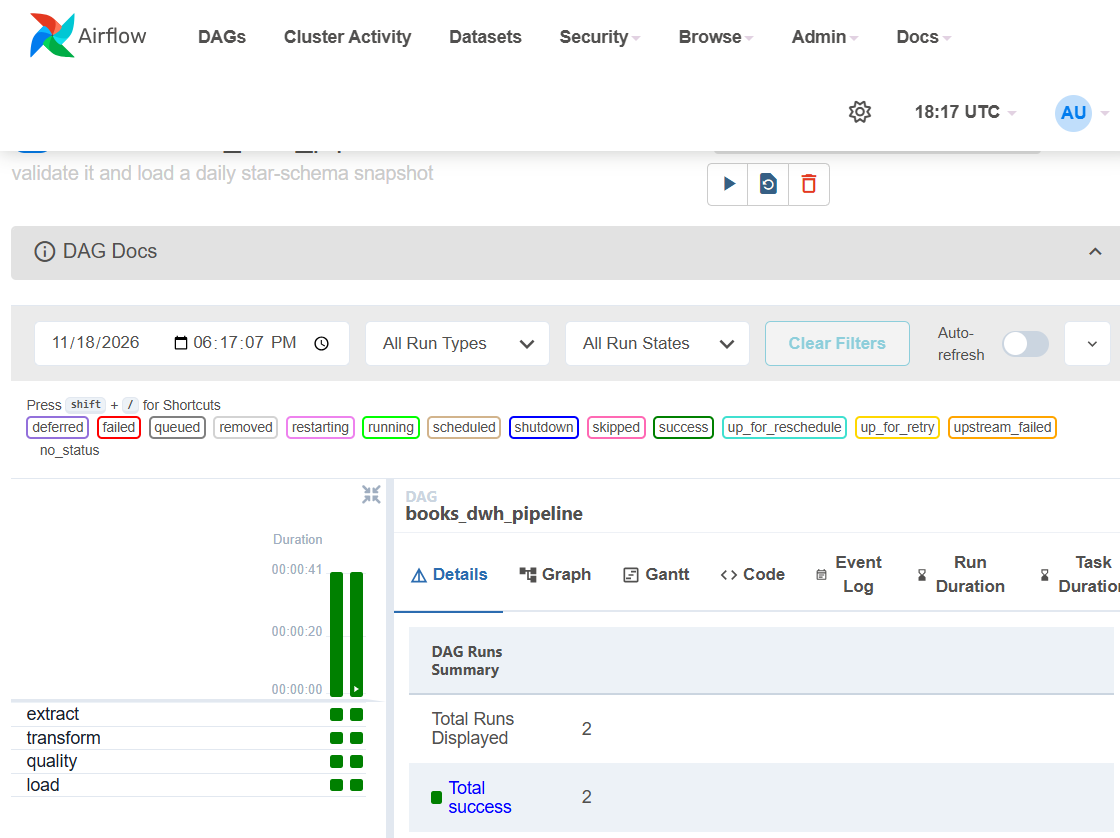 Airflow
DAGs Cluster Activity Datasets Security Browse Admin Docs
18:17 UTC AU
validate it and load a daily star-schema snapshot
DAG Docs
11/18/2026 06:17:07 PM All Run Types All Run States Clear Filters Auto-
refresh
Press shift + / for Shortcuts
deferred failed queued removed restarting running scheduled shutdown skipped success up_for_reschedule up_for_retry upstream_failed
no_status
DAG
books_dwh_pipeline
Duration
00:00:41
00:00:20
00:00:00
extract
transform
quality
load
Details Graph Gantt Code Event
Log Run
Duration Task
Duration
DAG Runs
Summary
Total Runs
Displayed 2
Total
success 2